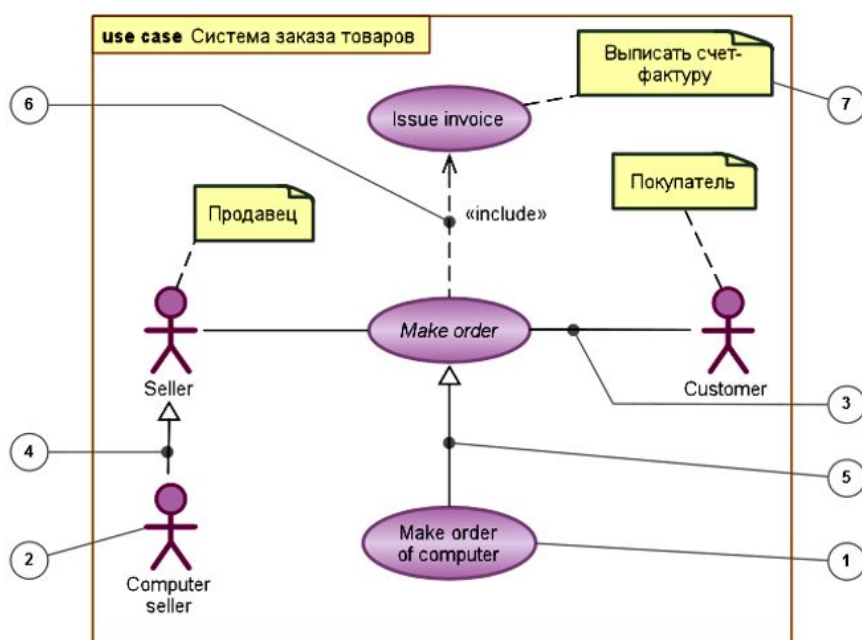 use case Система заказа товаров
Выписать счет-
фактуру
6
7
Issue invoice
Покупатель
Продавец
«include»
Make order
Seller
Customer
3
4
5
Make order
of computer
2
1
Computer
seller